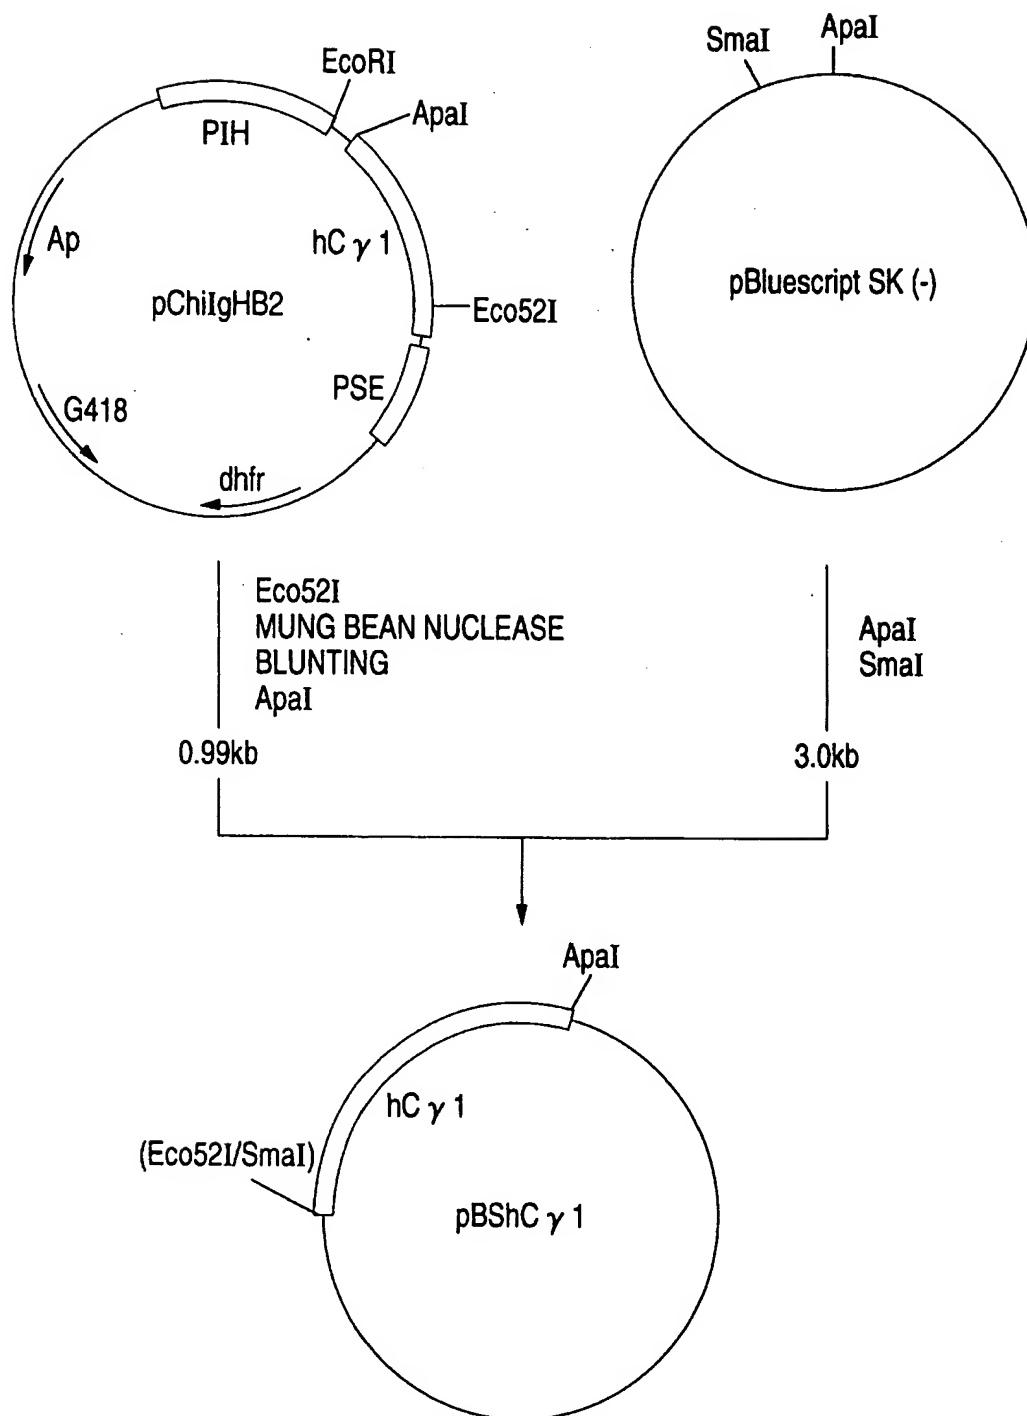 EcoRI
ApaI
PIH
hC γ 1
Ap
pChiIgHB2
Eco52I
PSE
G418
dhfr
SmaI
ApaI
pBluescript SK (-)
Eco52I
MUNG BEAN NUCLEASE
BLUNTING
ApaI
0.99kb
ApaI
SmaI
3.0kb
ApaI
hC γ 1
(Eco52I/SmaI)
pBShC γ 1